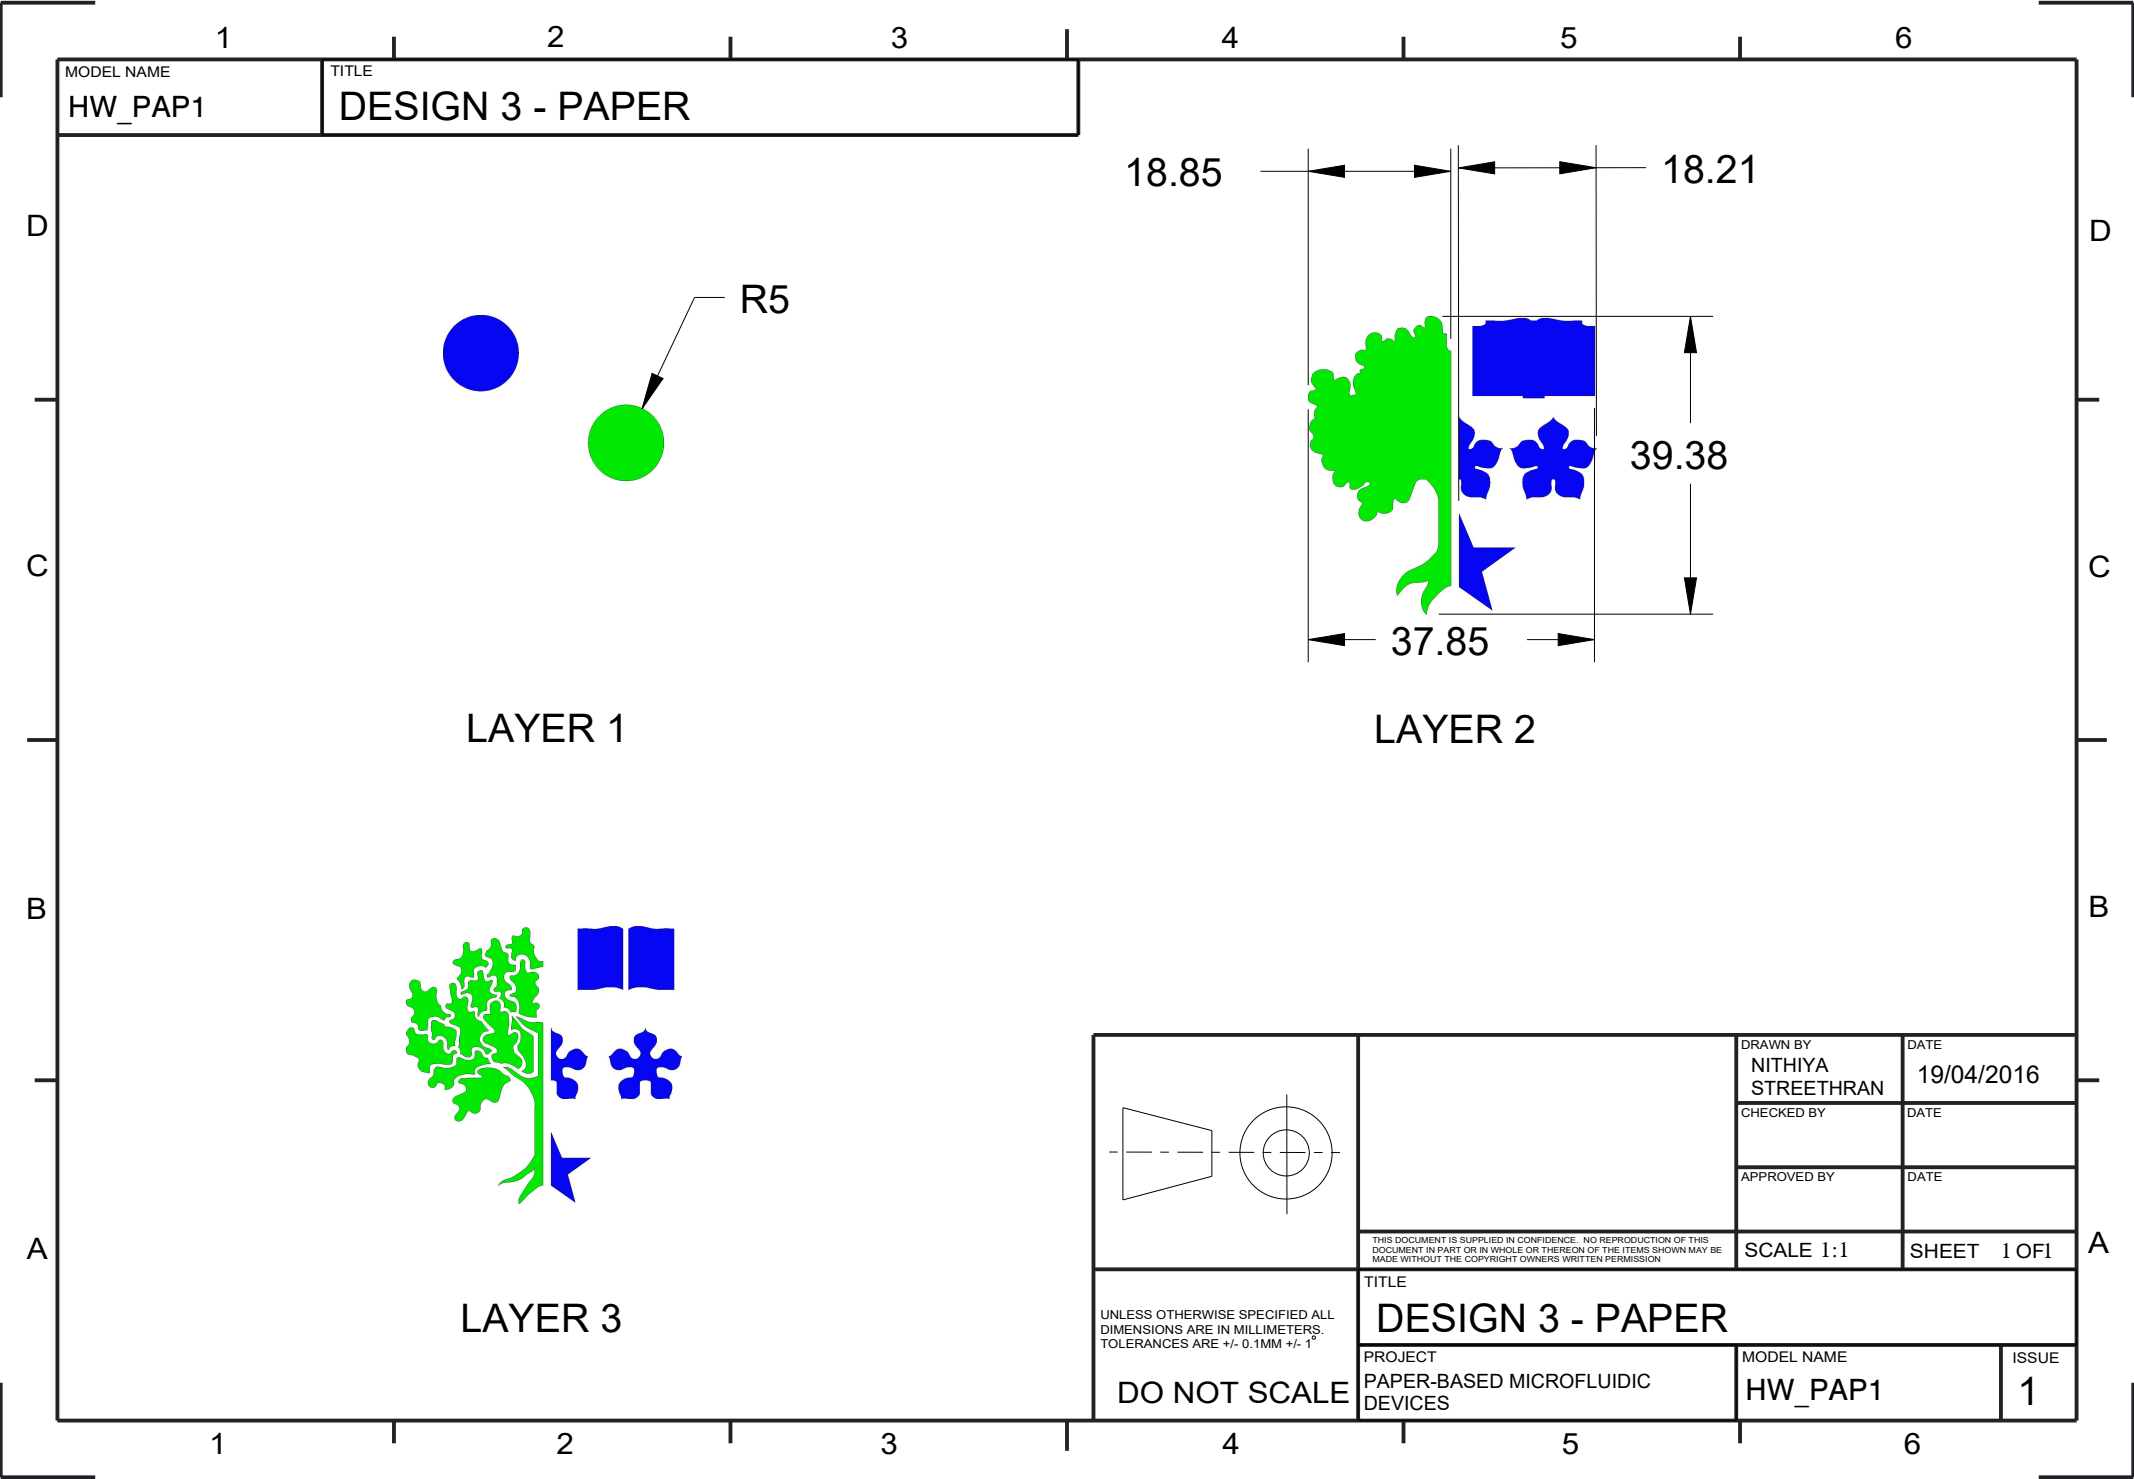 1 2 3 4 5 6
MODEL NAME
HW_PAP1
TITLE
DESIGN 3 - PAPER
18.85
18.21
D
D
R5
39.38
C
C
37.85
LAYER 1
LAYER 2
B
B
LAYER 3
A
A
DRAWN BY
NITHIYA
STREETHRAN
DATE
19/04/2016
CHECKED BY
DATE
APPROVED BY
DATE
THIS DOCUMENT IS SUPPLIED IN CONFIDENCE. NO REPRODUCTION OF THIS
DOCUMENT IN PART OR IN WHOLE OR THEREON OF THE ITEMS SHOWN MAY BE
MADE WITHOUT THE COPYRIGHT OWNERS WRITTEN PERMISSION
SCALE 1:1
SHEET 1 OF1
UNLESS OTHERWISE SPECIFIED ALL
DIMENSIONS ARE IN MILLIMETERS.
TOLERANCES ARE +/- 0.1MM +/- 1°
DO NOT SCALE
TITLE
DESIGN 3 - PAPER
PROJECT
PAPER-BASED MICROFLUIDIC
DEVICES
MODEL NAME
HW_PAP1
ISSUE
1
1 2 3 4 5 6